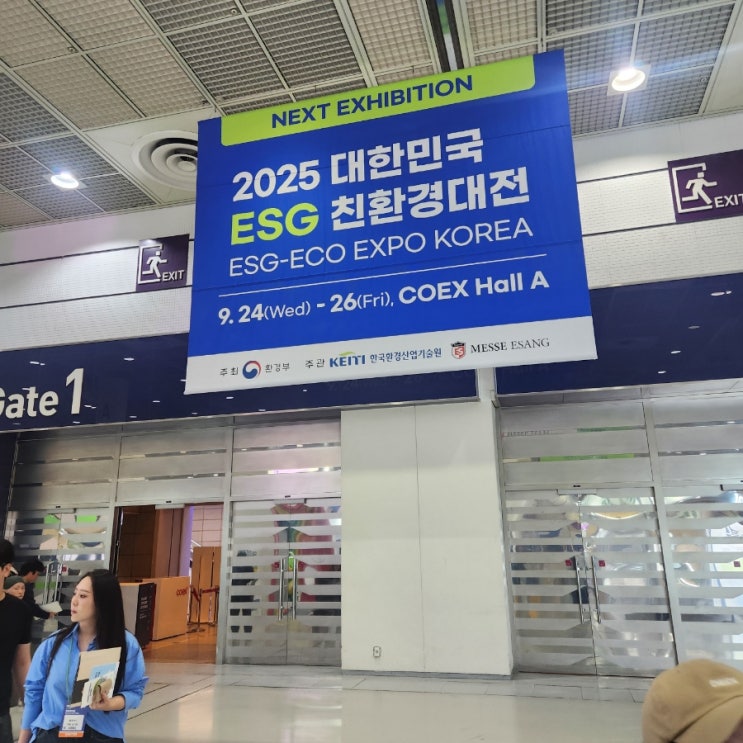 NEXT EXHIBITION
2025 대한민국
ESG 친환경대전
ESG-ECO EXPO KOREA
9. 24(Wed) - 26(Fri), COEX Hall A
주최 환경부 주관 KEITI 한국환경산업기술원 MESSE ESANG
EXIT
EXIT
Gate 1